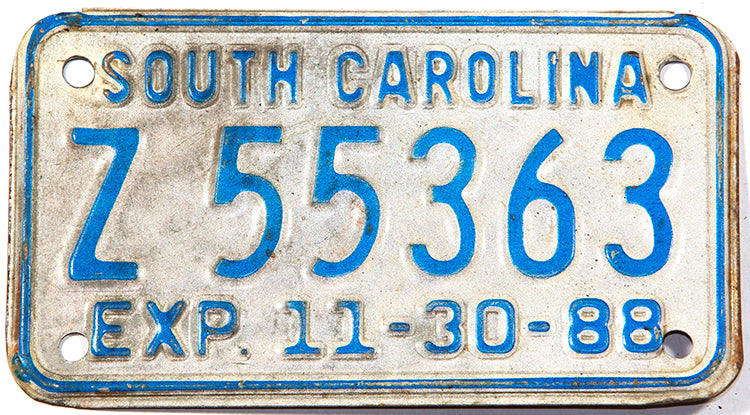 SOUTH CAROLINA
Z 55363
EXP. 11-30-88